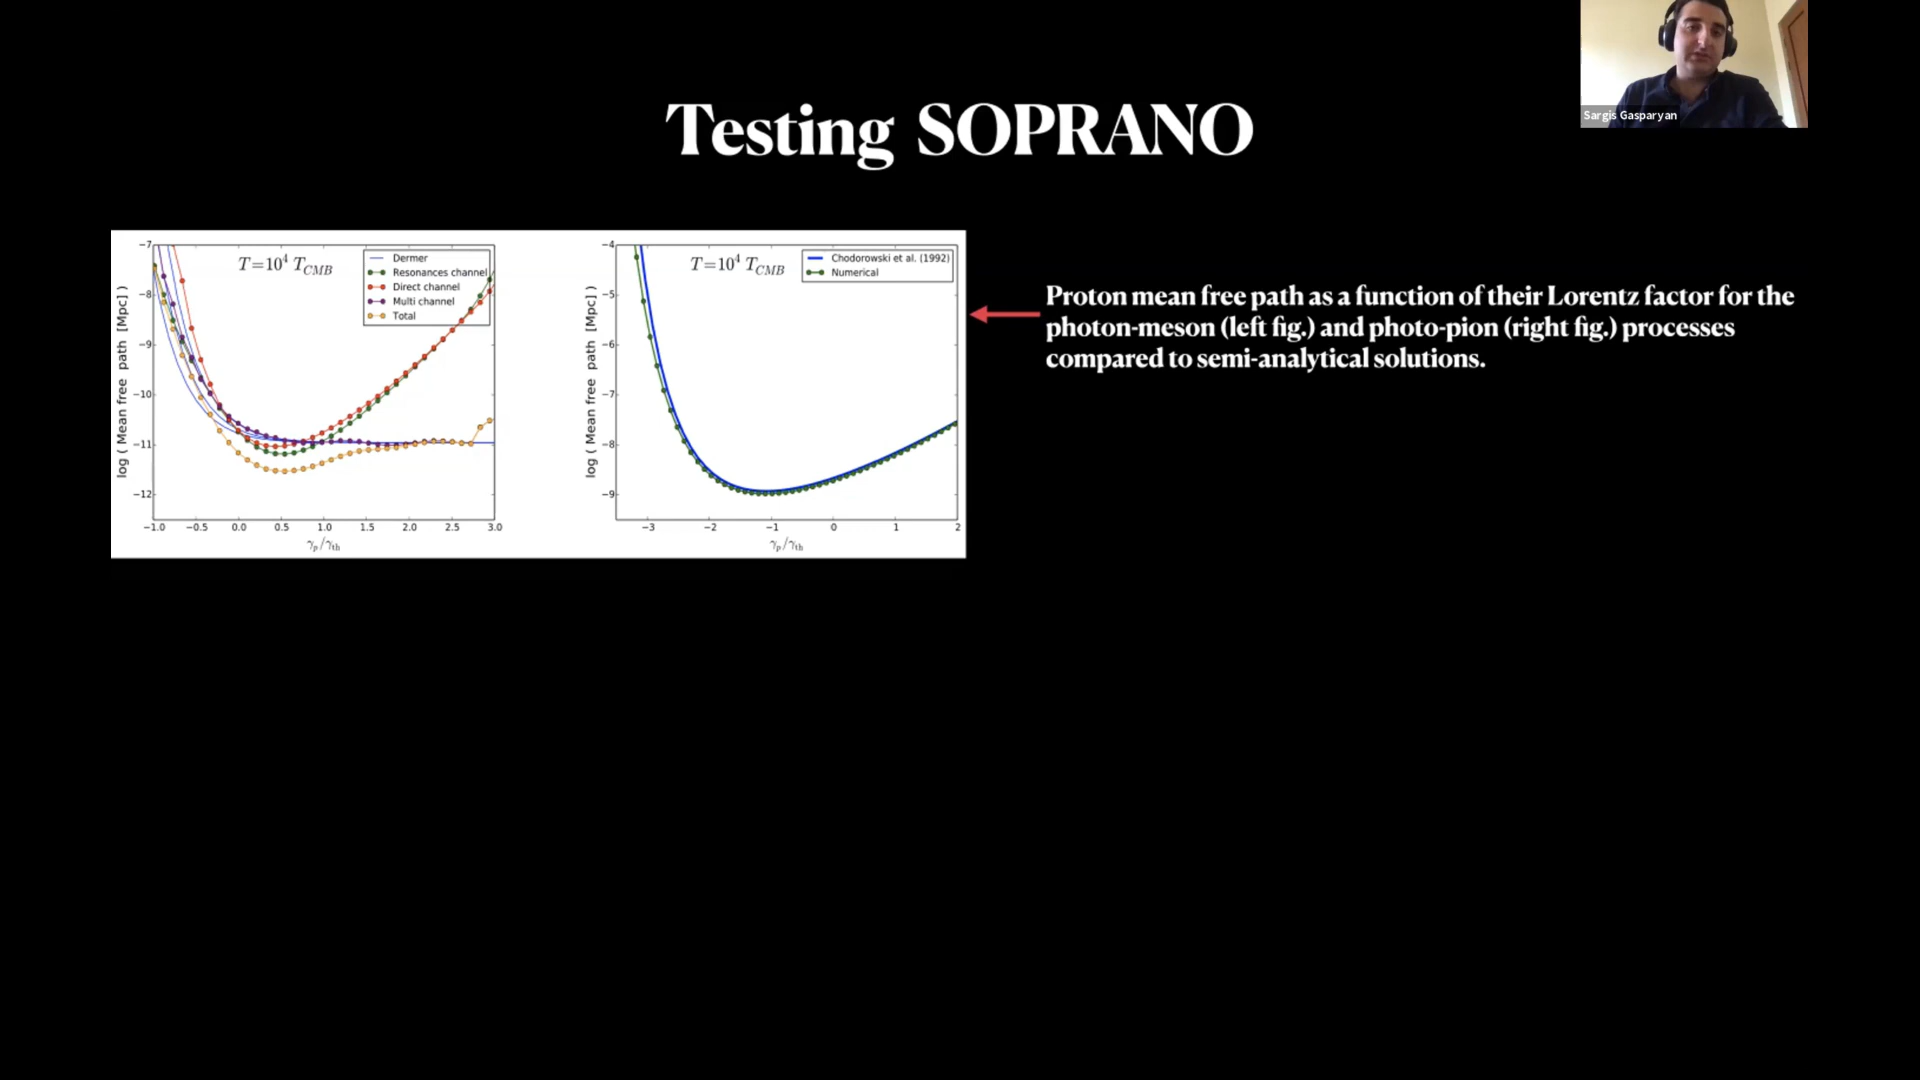 Testing SOPRANO
Sargis Gasparyan
T=10⁴ T_CMB
Dermer
Resonances channel
Direct channel
Multi channel
Total
log ( Mean free path [Mpc] )
−7
−8
−9
−10
−11
−12
−1.0 −0.5 0.0 0.5 1.0 1.5 2.0 2.5 3.0
γ_p/γ_th
T=10⁴ T_CMB
Chodorowski et al. (1992)
Numerical
log ( Mean free path [Mpc] )
−4
−5
−6
−7
−8
−9
−3 −2 −1 0 1 2
γ_p/γ_th
Proton mean free path as a function of their Lorentz factor for the
photon-meson (left fig.) and photo-pion (right fig.) processes
compared to semi-analytical solutions.